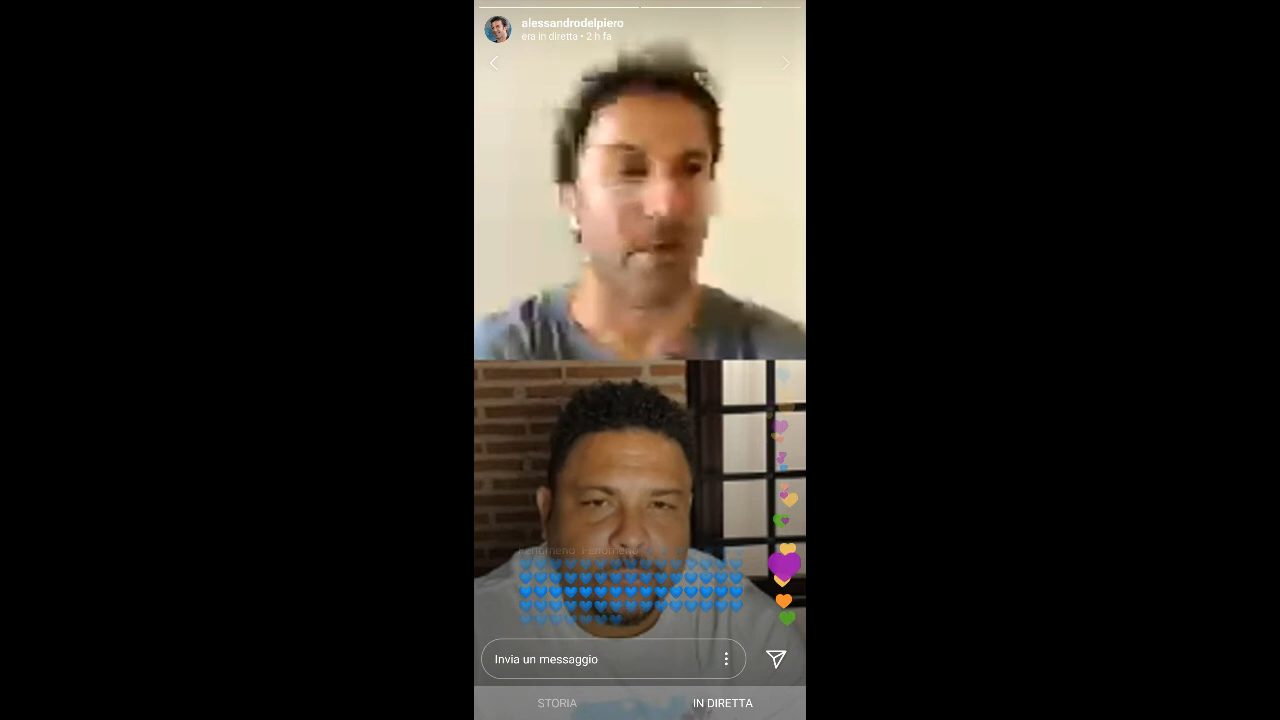 alessandrodelpiero
era in diretta • 2 h fa
Fenomeno Fenomeno
Invia un messaggio
STORIA
IN DIRETTA